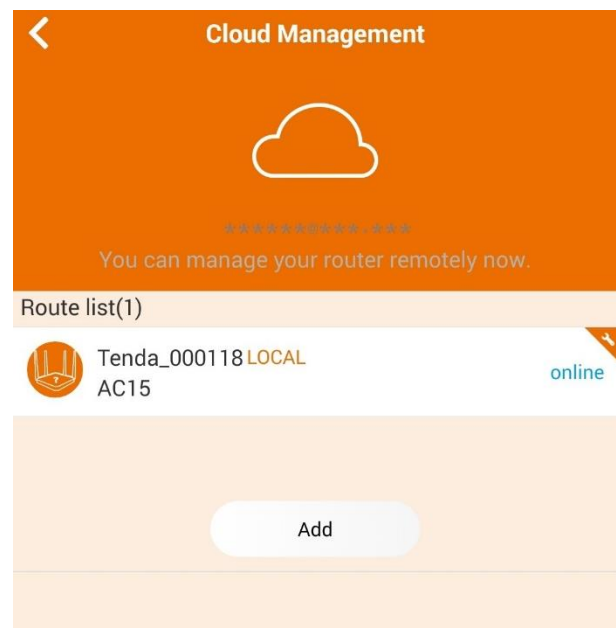 Cloud Management
******@***.***
You can manage your router remotely now.
Route list(1)
Tenda_000118 LOCAL
AC15
online
Add